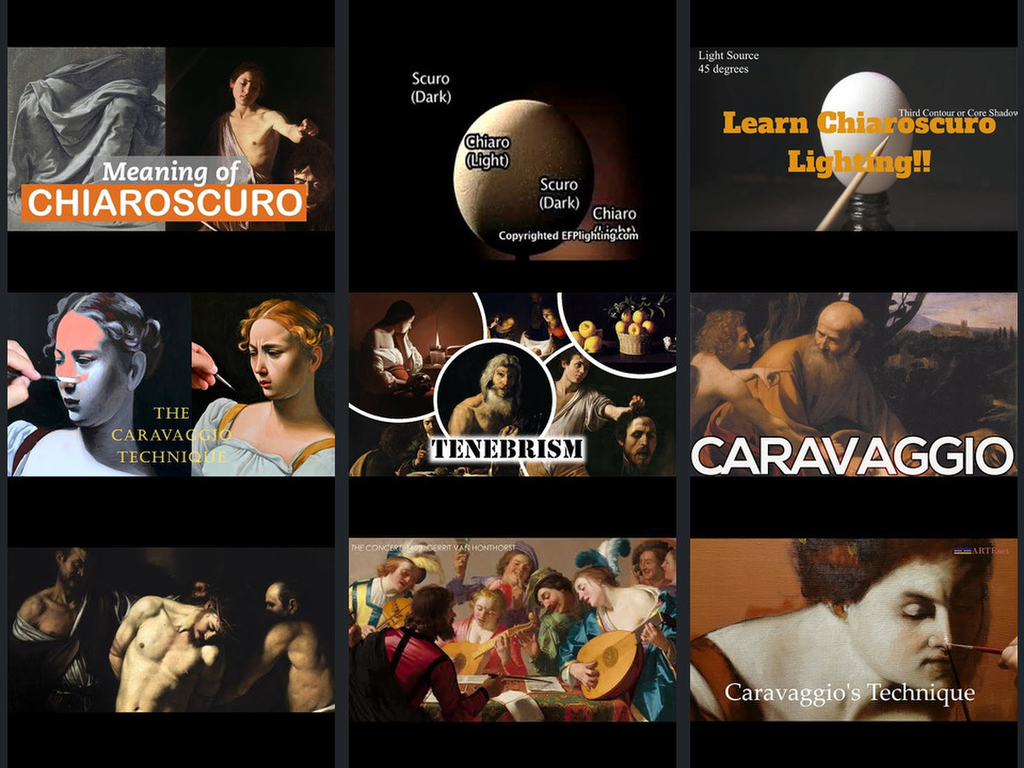 Meaning of
CHIAROSCURO
Scuro
(Dark)
Chiaro
(Light)
Scuro
(Dark)
Chiaro
(Light)
Copyrighted EFPlighting.com
Light Source
45 degrees
Third Contour or Core Shadow
Learn Chiaroscuro
Lighting!!
THE
CARAVAGGIO
TECHNIQUE
TENEBRISM
CARAVAGGIO
THE CONCERT, GERRIT VAN HONTHORST
Caravaggio's Technique